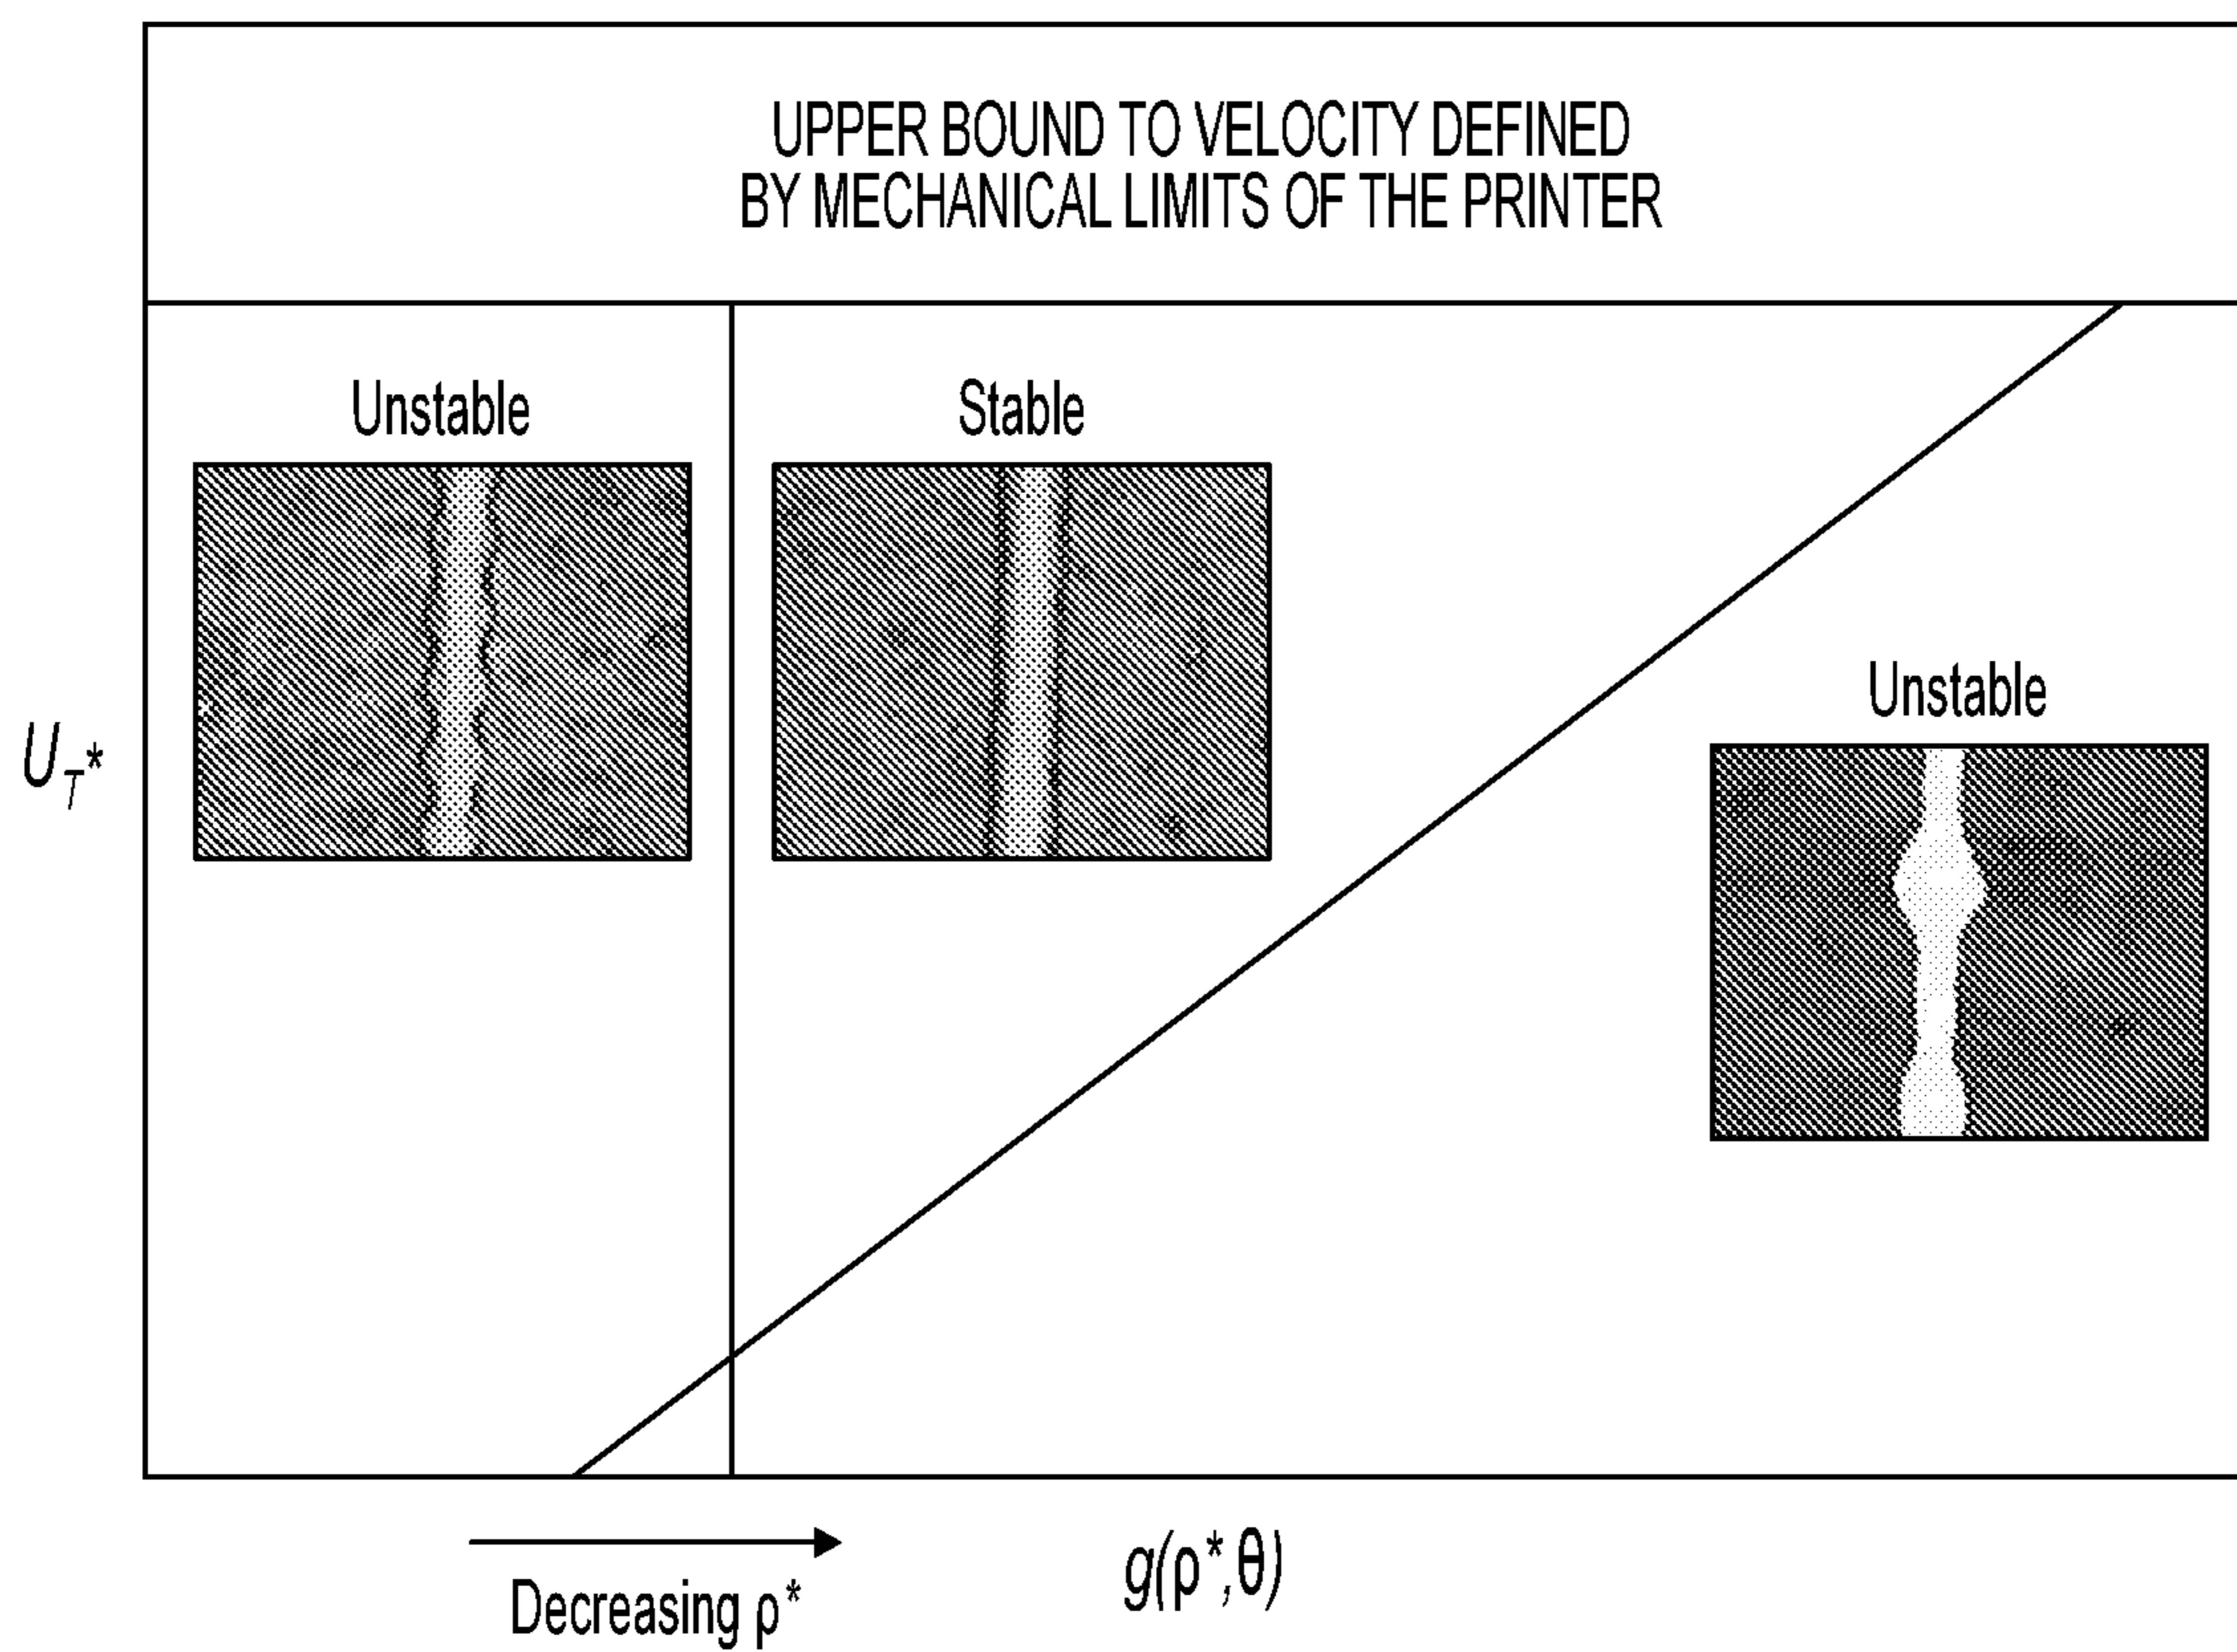 UPPER BOUND TO VELOCITY DEFINED
BY MECHANICAL LIMITS OF THE PRINTER
Unstable
Stable
Unstable
U_T*
Decreasing ρ*
g(ρ*,θ)